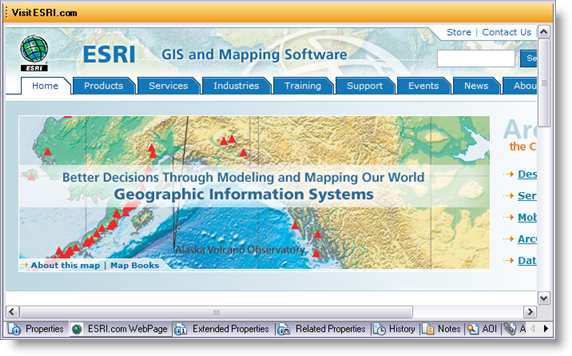 Visit ESRI.com
Store | Contact Us
ESRI
ESRI GIS and Mapping Software
Home Products Services Industries Training Support Events News Abou
Better Decisions Through Modeling and Mapping Our World
Geographic Information Systems
Alaska Volcano Observatory
About this map | Map Books
Arc
the C
Des
Ser
Mob
Arc
Dat
Properties ESRI.com WebPage Extended Properties Related Properties History Notes AOI A